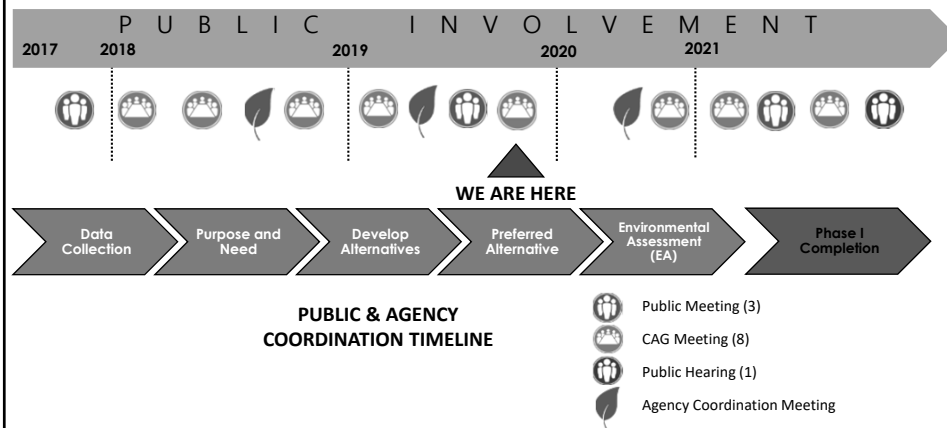 PUBLIC INVOLVEMENT
2017 2018 2019 2020 2021
WE ARE HERE
Data
Collection
Purpose and
Need
Develop
Alternatives
Preferred
Alternative
Environmental
Assessment
(EA)
Phase I
Completion
PUBLIC & AGENCY
COORDINATION TIMELINE
Public Meeting (3)
CAG Meeting (8)
Public Hearing (1)
Agency Coordination Meeting